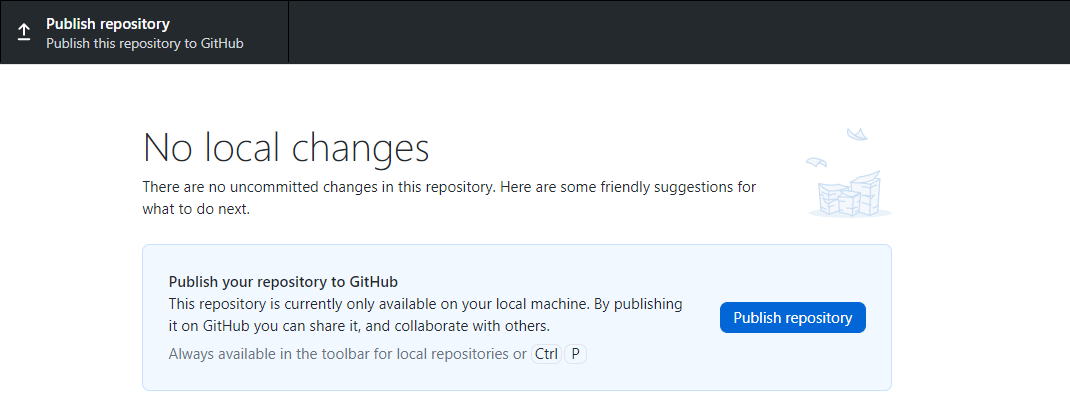 Publish repository
Publish this repository to GitHub
No local changes
There are no uncommitted changes in this repository. Here are some friendly suggestions for
what to do next.
Publish your repository to GitHub
This repository is currently only available on your local machine. By publishing
it on GitHub you can share it, and collaborate with others.
Always available in the toolbar for local repositories or Ctrl P
Publish repository